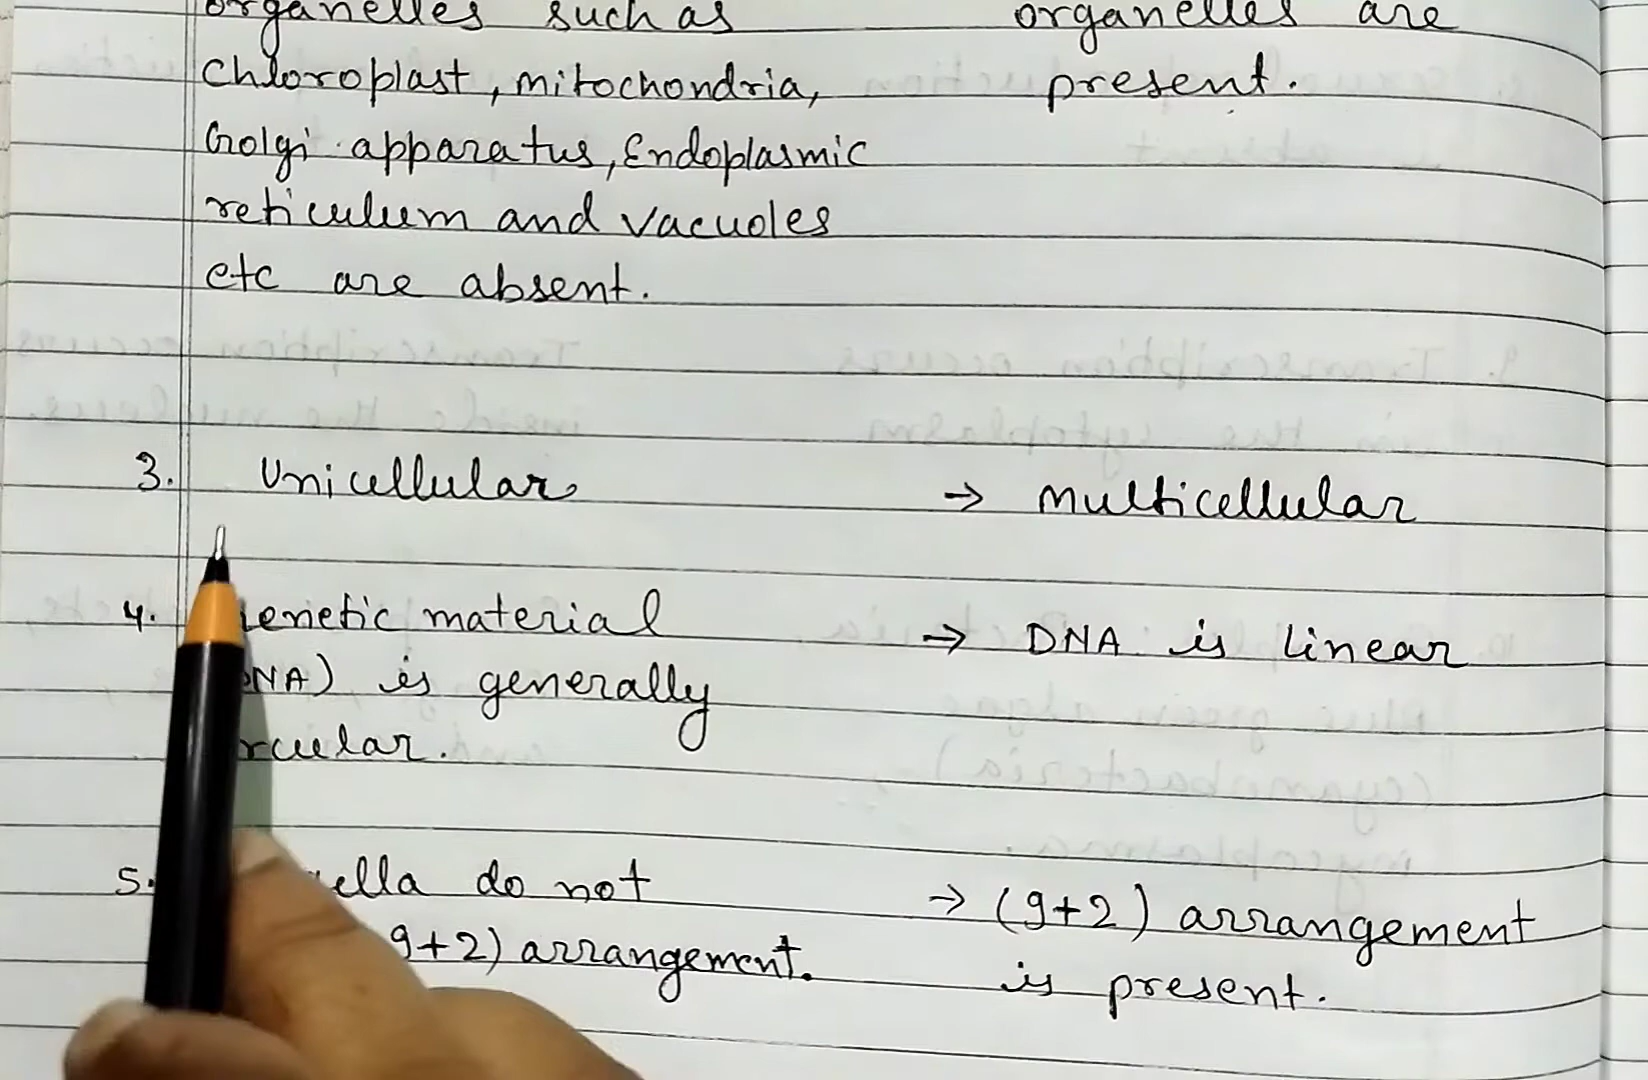 organelles such as
organelles are
chloroplast, mitochondria,
present.
Golgi apparatus, Endoplasmic
reticulum and vacuoles
etc are absent.
3. Unicellular
→ Multicellular
4. enetic material
→ DNA is linear
NA) is generally
rcular.
5. ella do not
→ (9+2) arrangement
9+2) arrangement.
is present.